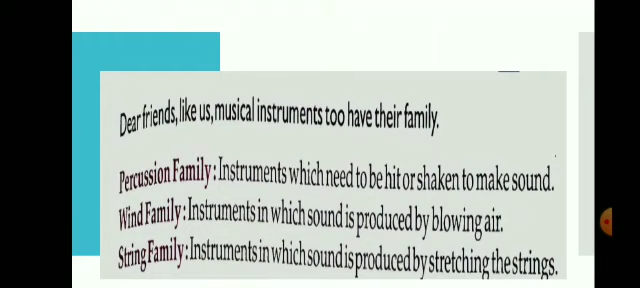 Dear friends, like us, musical instruments too have their family.
Percussion Family: Instruments which need to be hit or shaken to make sound.
Wind Family: Instruments in which sound is produced by blowing air.
String Family: Instruments in which sound is produced by stretching the strings.